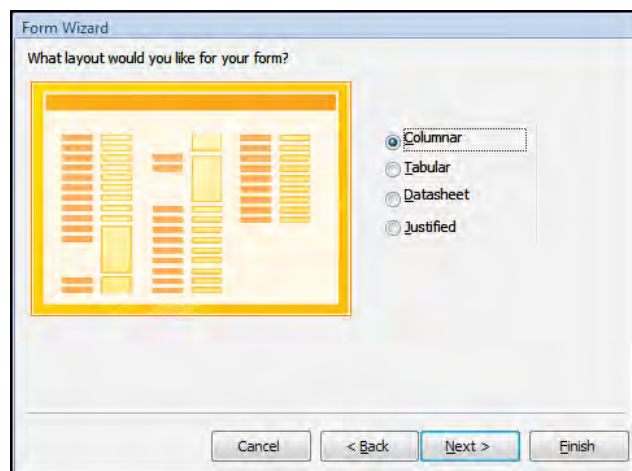 Form Wizard
What layout would you like for your form?
Columnar
Tabular
Datasheet
Justified
Cancel
< Back
Next >
Finish